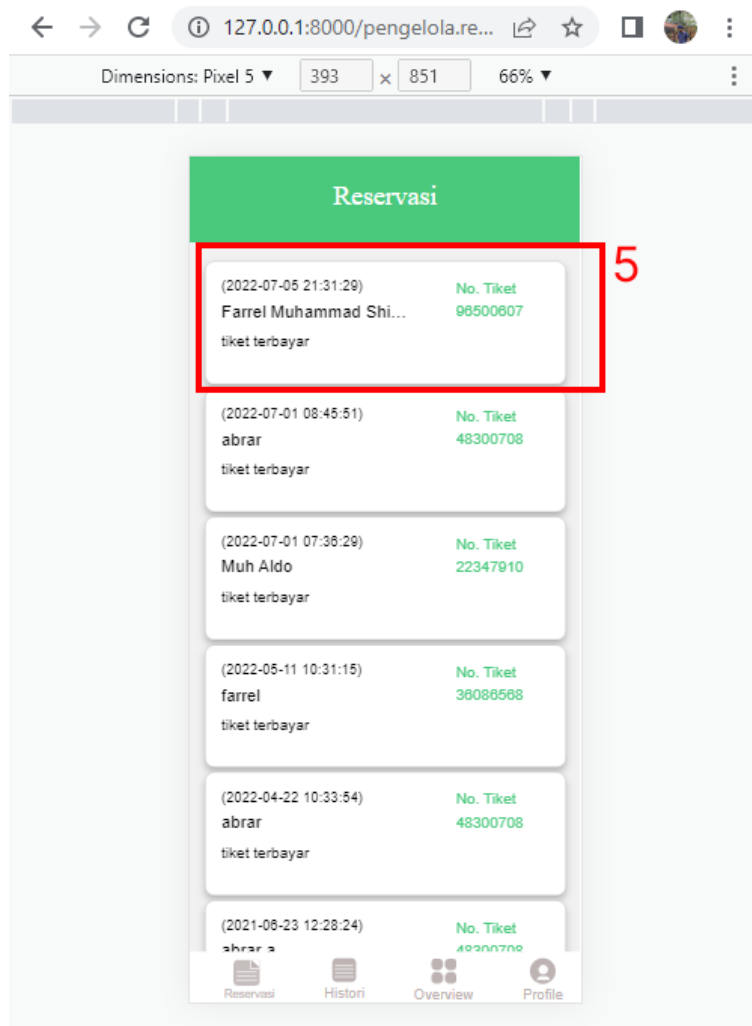 127.0.0.1:8000/pengelola.re...
Dimensions: Pixel 5 ▼ 393 × 851 66% ▼
Reservasi
5
(2022-07-05 21:31:29) No. Tiket
Farrel Muhammad Shi... 96500607
tiket terbayar
(2022-07-01 08:45:51) No. Tiket
abrar 48300708
tiket terbayar
(2022-07-01 07:36:29) No. Tiket
Muh Aldo 22347910
tiket terbayar
(2022-05-11 10:31:15) No. Tiket
farrel 36086568
tiket terbayar
(2022-04-22 10:33:54) No. Tiket
abrar 48300708
tiket terbayar
(2021-06-23 12:28:24) No. Tiket
abrar a 48300708
Reservasi Histori Overview Profile